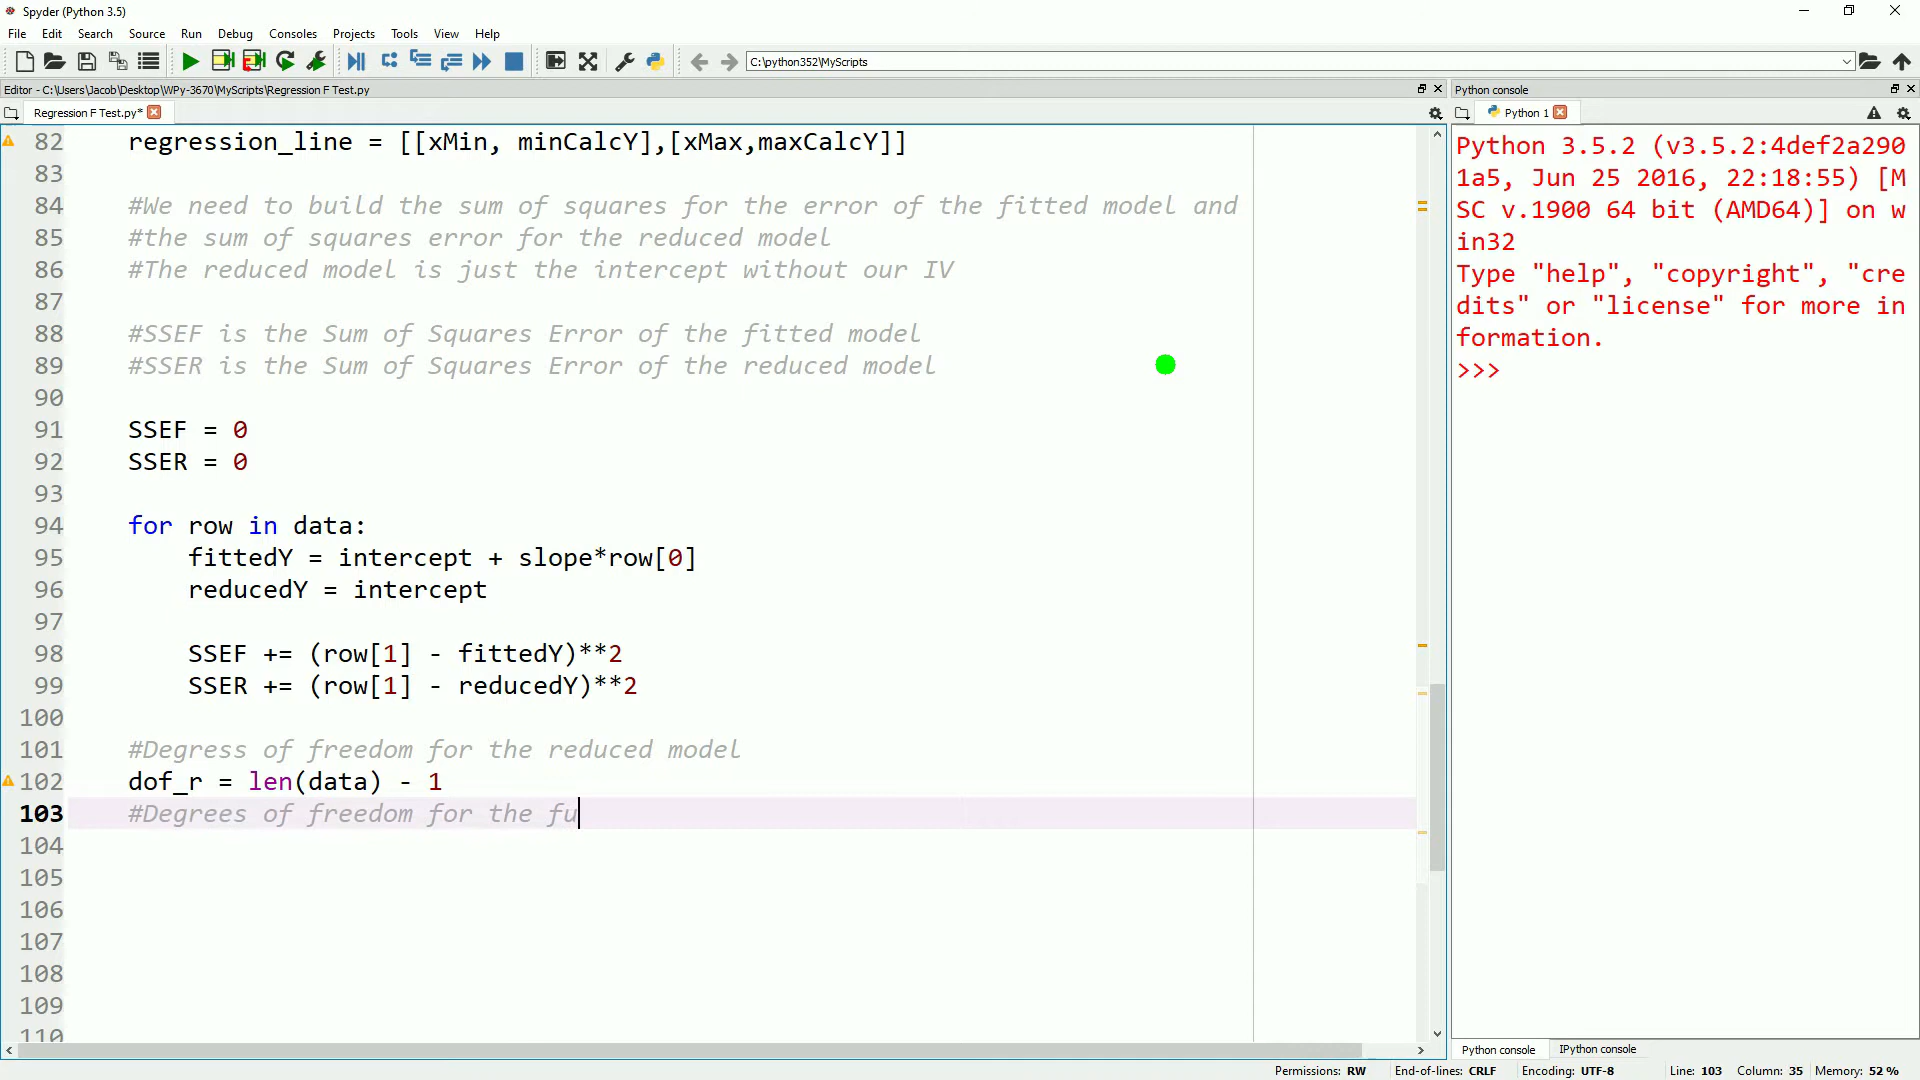 Spyder (Python 3.5)
File Edit Search Source Run Debug Consoles Projects Tools View Help
C:\python352\MyScripts
Editor - C:\Users\Jacob\Desktop\WPy-3670\MyScripts\Regression F Test.py
Python console
Regression F Test.py*
Python 1
82 regression_line = [[xMin, minCalcY],[xMax,maxCalcY]]
83
84 #We need to build the sum of squares for the error of the fitted model and
85 #the sum of squares error for the reduced model
86 #The reduced model is just the intercept without our IV
87
88 #SSEF is the Sum of Squares Error of the fitted model
89 #SSER is the Sum of Squares Error of the reduced model
90
91 SSEF = 0
92 SSER = 0
93
94 for row in data:
95 fittedY = intercept + slope*row[0]
96 reducedY = intercept
97
98 SSEF += (row[1] - fittedY)**2
99 SSER += (row[1] - reducedY)**2
100
101 #Degress of freedom for the reduced model
102 dof_r = len(data) - 1
103 #Degrees of freedom for the fu
104
105
106
107
108
109
110
Python 3.5.2 (v3.5.2:4def2a290
1a5, Jun 25 2016, 22:18:55) [M
SC v.1900 64 bit (AMD64)] on w
in32
Type "help", "copyright", "cre
dits" or "license" for more in
formation.
>>>
Python console IPython console
Permissions: RW End-of-lines: CRLF Encoding: UTF-8 Line: 103 Column: 35 Memory: 52 %